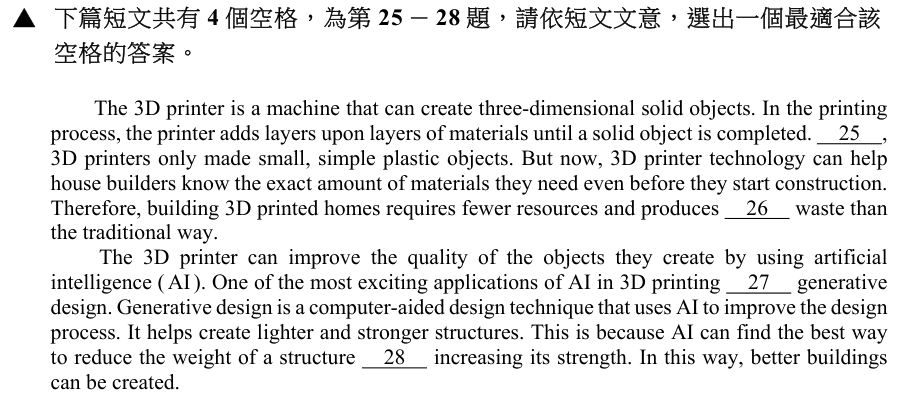 ▲ 下篇短文共有 4 個空格，為第 25－28 題，請依短文文意，選出一個最適合該
空格的答案。
The 3D printer is a machine that can create three-dimensional solid objects. In the printing
process, the printer adds layers upon layers of materials until a solid object is completed. __25__,
3D printers only made small, simple plastic objects. But now, 3D printer technology can help
house builders know the exact amount of materials they need even before they start construction.
Therefore, building 3D printed homes requires fewer resources and produces __26__ waste than
the traditional way.
The 3D printer can improve the quality of the objects they create by using artificial
intelligence (AI). One of the most exciting applications of AI in 3D printing __27__ generative
design. Generative design is a computer-aided design technique that uses AI to improve the design
process. It helps create lighter and stronger structures. This is because AI can find the best way
to reduce the weight of a structure __28__ increasing its strength. In this way, better buildings
can be created.